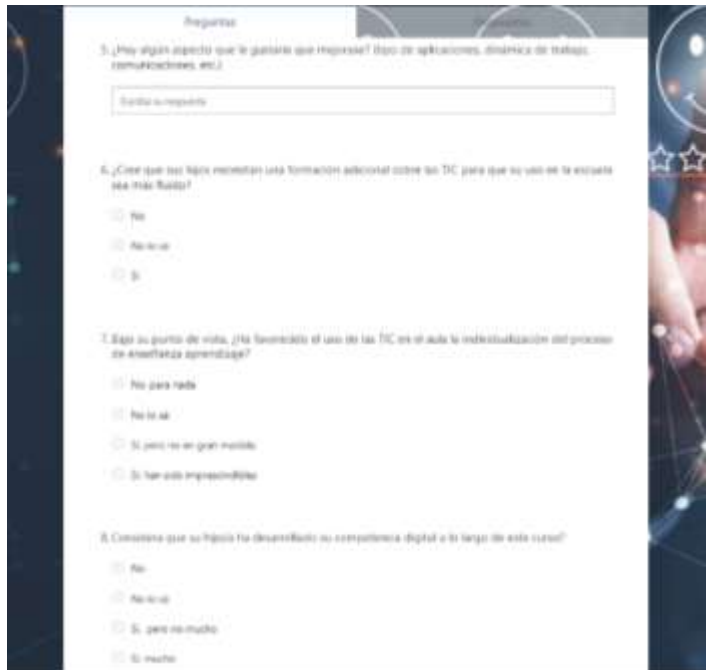 Preguntas
5. ¿Hay algún aspecto que le gustaría que mejorase? (tipo de aplicaciones, dinámica de trabajo,
comunicaciones, etc.)
Escriba su respuesta
6. ¿Cree que sus hijos necesitan una formación adicional sobre las TIC para que su uso en la escuela
sea más fluido?
No
No lo sé
Sí
7. Bajo su punto de vista, ¿Ha favorecido el uso de las TIC en el aula la individualización del proceso
de enseñanza aprendizaje?
No para nada
No lo sé
Sí, pero no en gran medida
Sí, han sido imprescindibles
8. Considera que su hijo/a ha desarrollado su competencia digital a lo largo de este curso?
No
No lo sé
Sí, pero no mucho
Sí, mucho